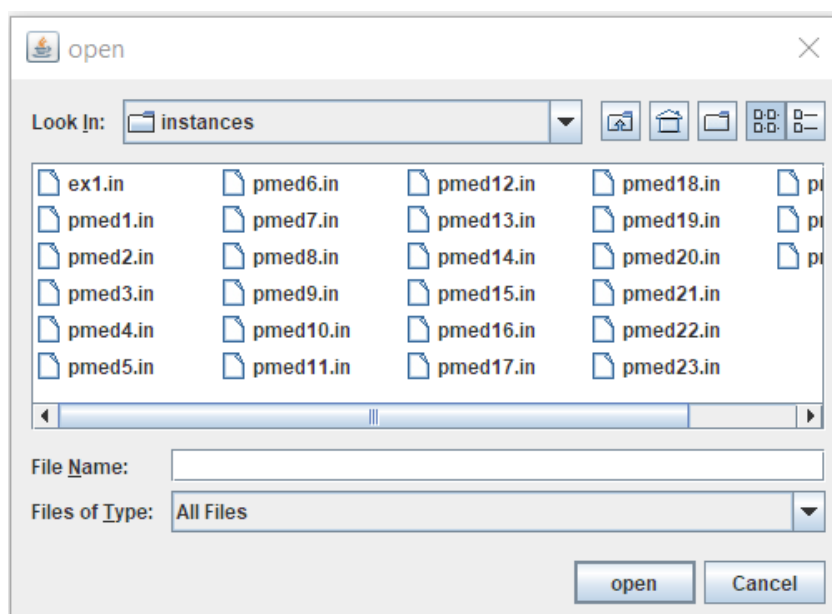 open
Look In: instances
ex1.in pmed6.in pmed12.in pmed18.in
pmed1.in pmed7.in pmed13.in pmed19.in
pmed2.in pmed8.in pmed14.in pmed20.in
pmed3.in pmed9.in pmed15.in pmed21.in
pmed4.in pmed10.in pmed16.in pmed22.in
pmed5.in pmed11.in pmed17.in pmed23.in
File Name:
Files of Type: All Files
open Cancel